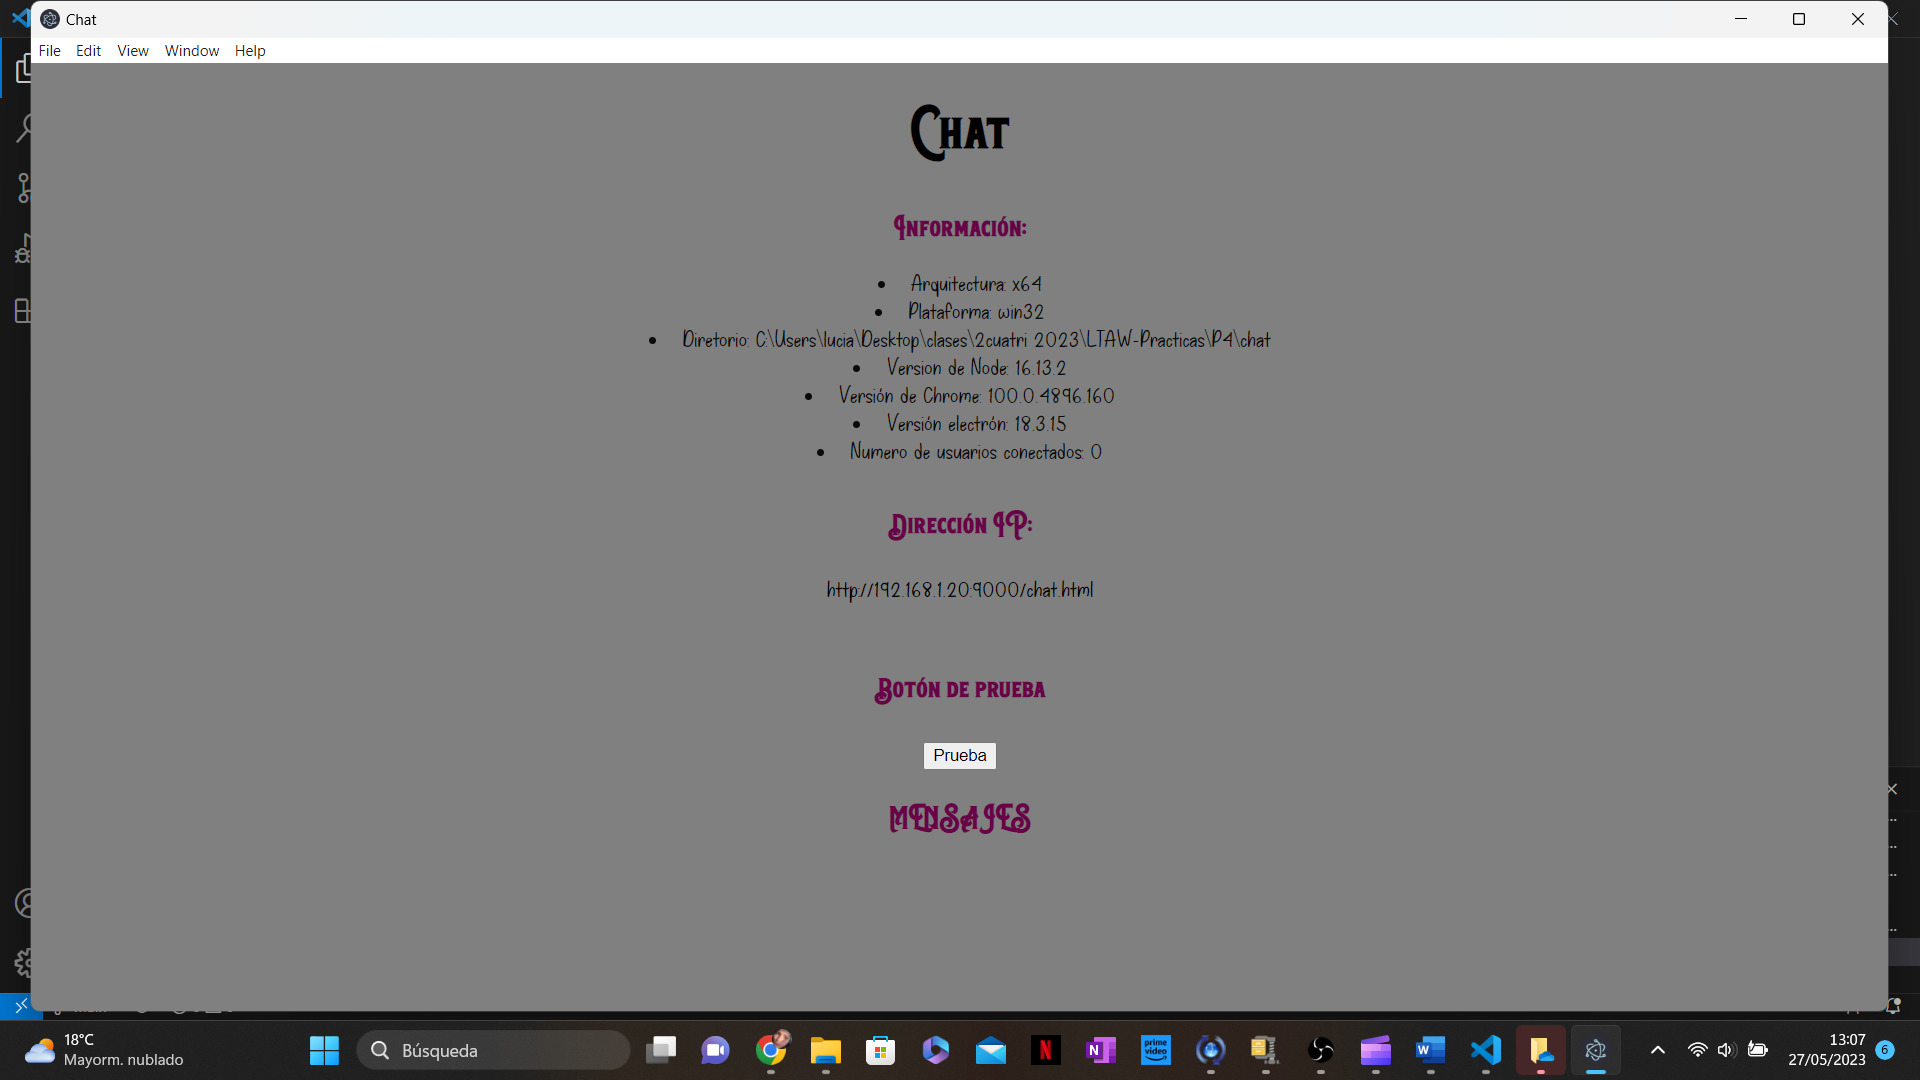 Chat
File Edit View Window Help
Chat
Información:
Arquitectura: x64
Plataforma: win32
Diretorio: C:\Users\lucia\Desktop\clases\2cuatri 2023\LTAW-Practicas\P4\chat
Version de Node: 16.13.2
Versión de Chrome: 100.0.4896.160
Versión electrón: 18.3.15
Numero de usuarios conectados: 0
Dirección IP:
http://192.168.1.20:9000/chat.html
Botón de prueba
Prueba
MENSAJES
18°C
Mayorm. nublado
Búsqueda
N
N
prime video
W
13:07
27/05/2023
6